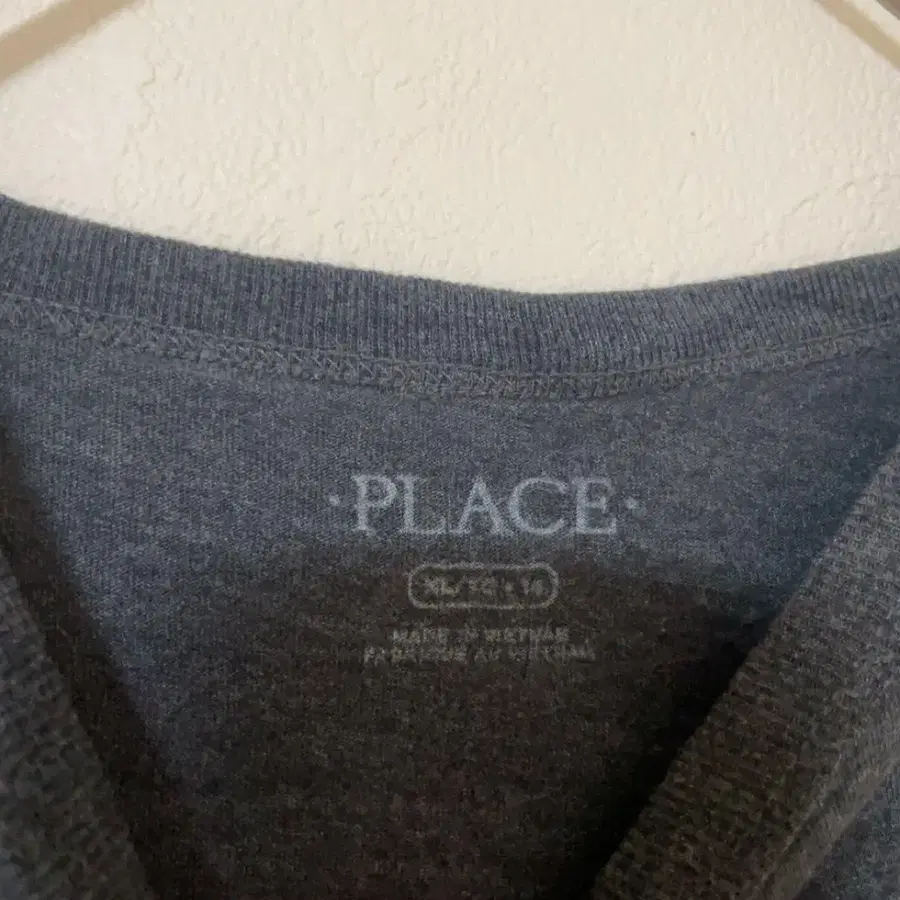 ·PLACE·
XL/TG • 14
MADE IN VIETNAM
FABRIQUÉ AU VIETNAM